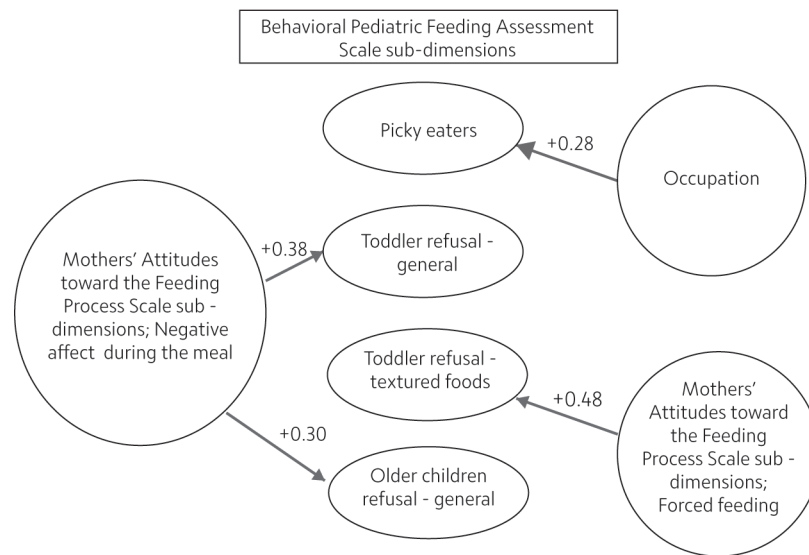 Behavioral Pediatric Feeding Assessment
Scale sub-dimensions
Picky eaters
+0.28
Occupation
Mothers' Attitudes
toward the Feeding
Process Scale sub -
dimensions; Negative
affect during the meal
+0.38
Toddler refusal -
general
Toddler refusal -
textured foods
+0.48
Mothers'
Attitudes toward
the Feeding
Process Scale sub -
dimensions;
Forced feeding
+0.30
Older children
refusal - general